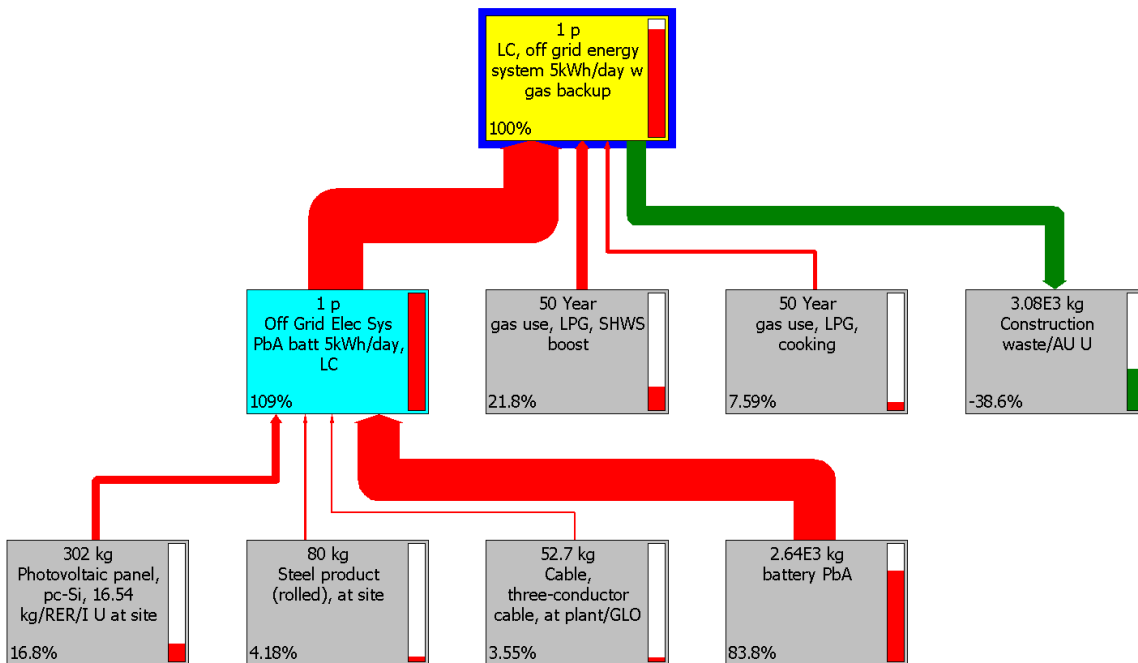 1 p
LC, off grid energy
system 5kWh/day w
gas backup
100%
1 p
Off Grid Elec Sys
PbA batt 5kWh/day,
LC
109%
50 Year
gas use, LPG, SHWS
boost
21.8%
50 Year
gas use, LPG,
cooking
7.59%
3.08E3 kg
Construction
waste/AU U
-38.6%
302 kg
Photovoltaic panel,
pc-Si, 16.54
kg/RER/I U at site
16.8%
80 kg
Steel product
(rolled), at site
4.18%
52.7 kg
Cable,
three-conductor
cable, at plant/GLO
3.55%
2.64E3 kg
battery PbA
83.8%